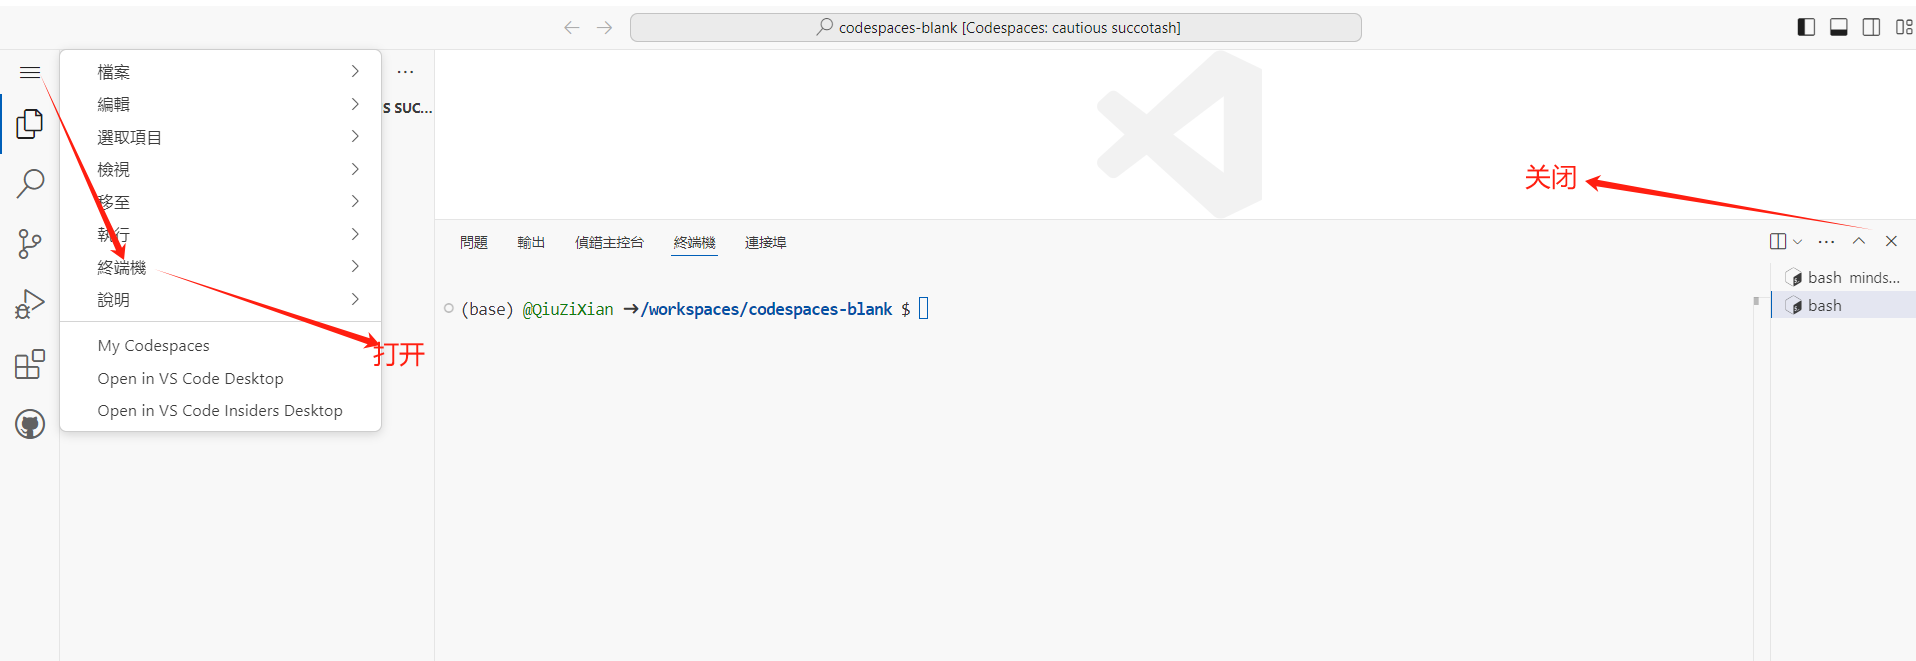 codespaces-blank [Codespaces: cautious succotash]
檔案
編輯
選取項目
檢視
移至
執行
終端機
說明
My Codespaces
Open in VS Code Desktop
Open in VS Code Insiders Desktop
打开
...
S SUC...
关闭
問題 輸出 偵錯主控台 終端機 連接埠
(base) @QiuZiXian →/workspaces/codespaces-blank $
bash minds...
bash